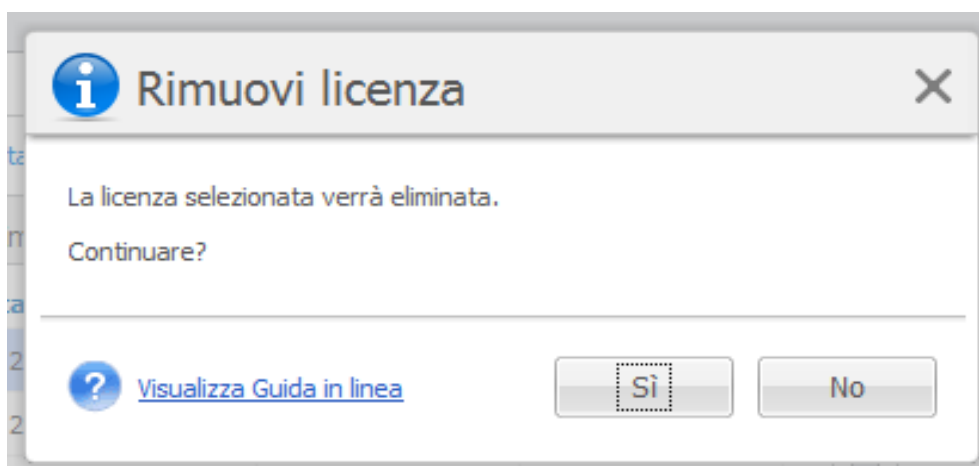 Rimuovi licenza
La licenza selezionata verrà eliminata.
Continuare?
Visualizza Guida in linea
Sì
No